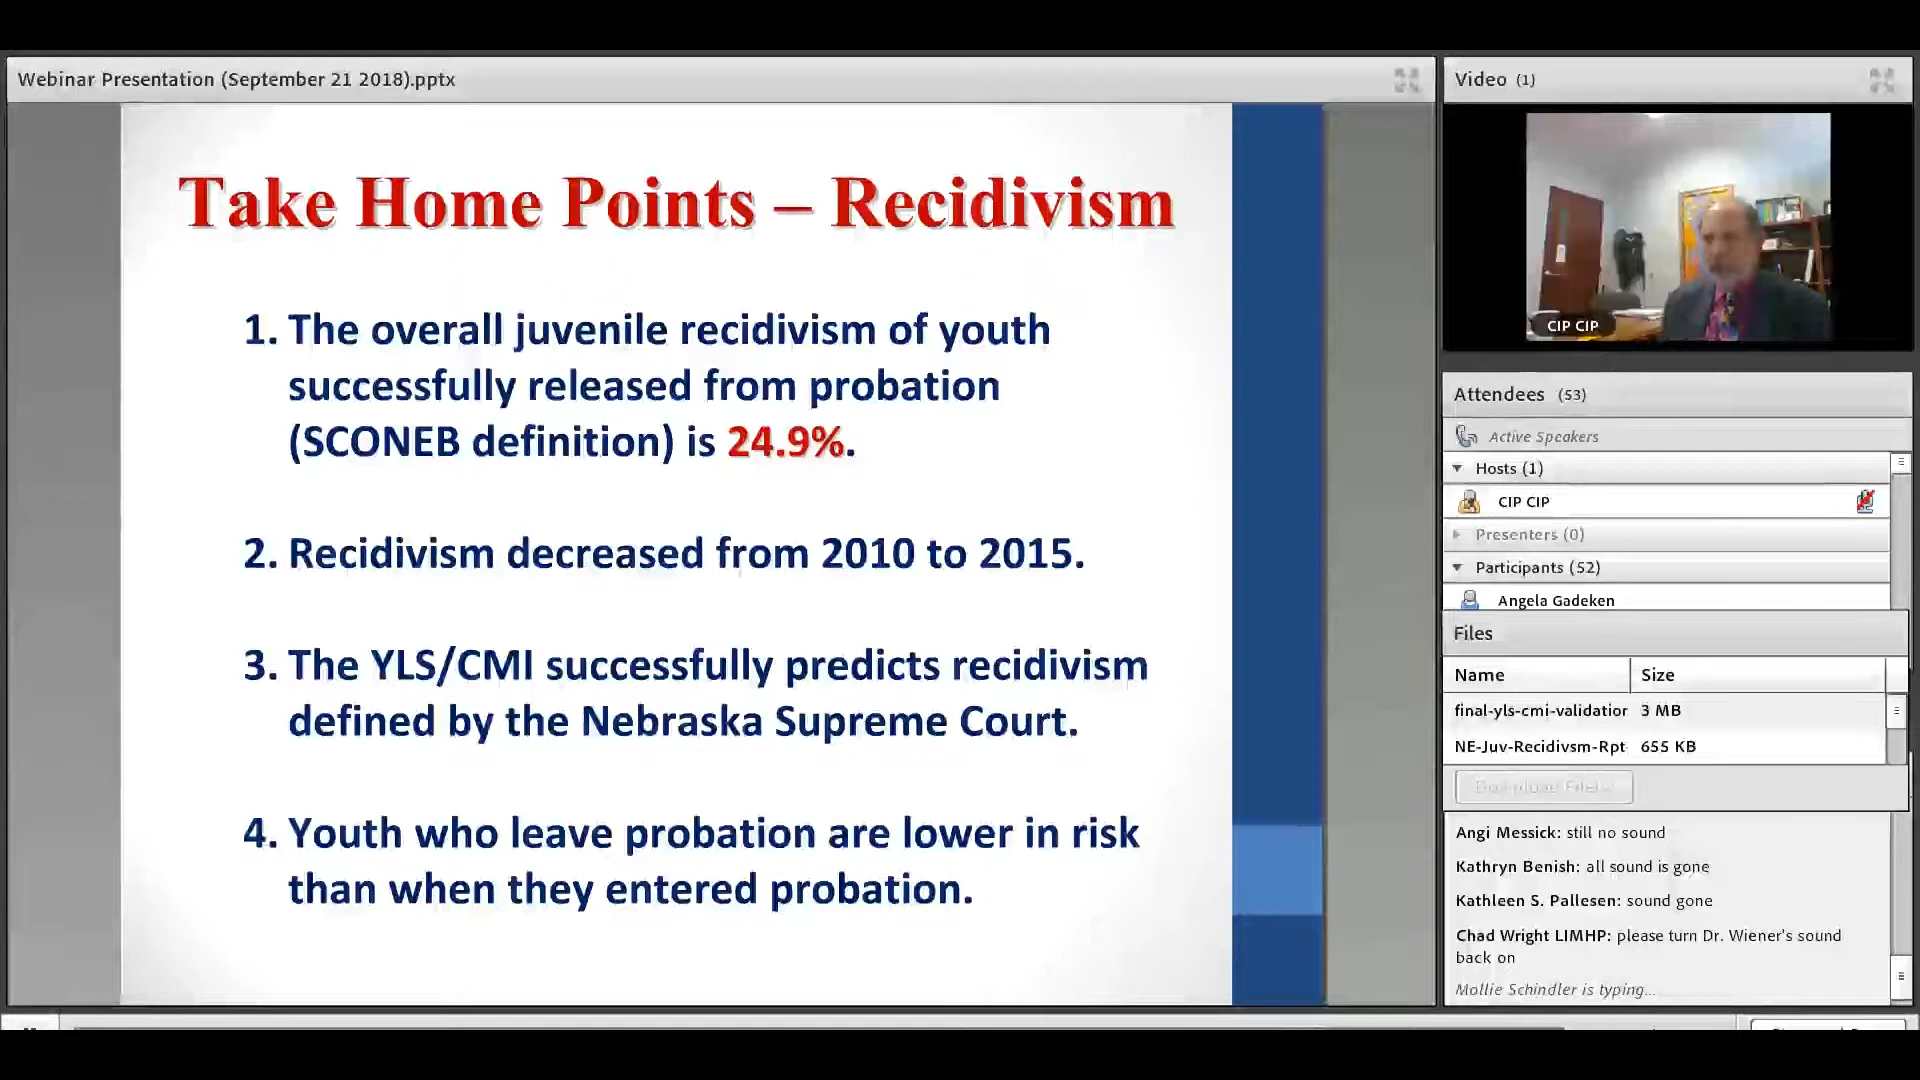 Webinar Presentation (September 21 2018).pptx
Take Home Points – Recidivism
1. The overall juvenile recidivism of youth
successfully released from probation
(SCONEB definition) is 24.9%.
2. Recidivism decreased from 2010 to 2015.
3. The YLS/CMI successfully predicts recidivism
defined by the Nebraska Supreme Court.
4. Youth who leave probation are lower in risk
than when they entered probation.
Video (1)
CIP CIP
Attendees (53)
Active Speakers
Hosts (1)
CIP CIP
Presenters (0)
Participants (52)
Angela Gadeken
Files
Name Size
final-yls-cmi-validatior 3 MB
NE-Juv-Recidivsm-Rpt 655 KB
Angi Messick: still no sound
Kathryn Benish: all sound is gone
Kathleen S. Pallesen: sound gone
Chad Wright LIMHP: please turn Dr. Wiener's sound
back on
Mollie Schindler is typing...